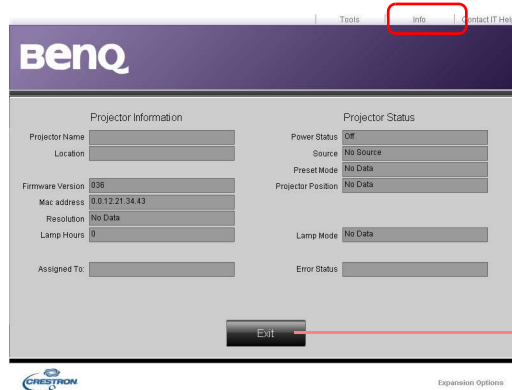 Tools Info Contact IT Help
BenQ
Projector Information Projector Status
Projector Name
Location
Firmware Version 036
Mac address 0.0.12.21.34.43
Resolution No Data
Lamp Hours 0
Assigned To:
Power Status Off
Source No Source
Preset Mode No Data
Projector Position No Data
Lamp Mode No Data
Error Status
Exit
CRESTRON Expansion Options